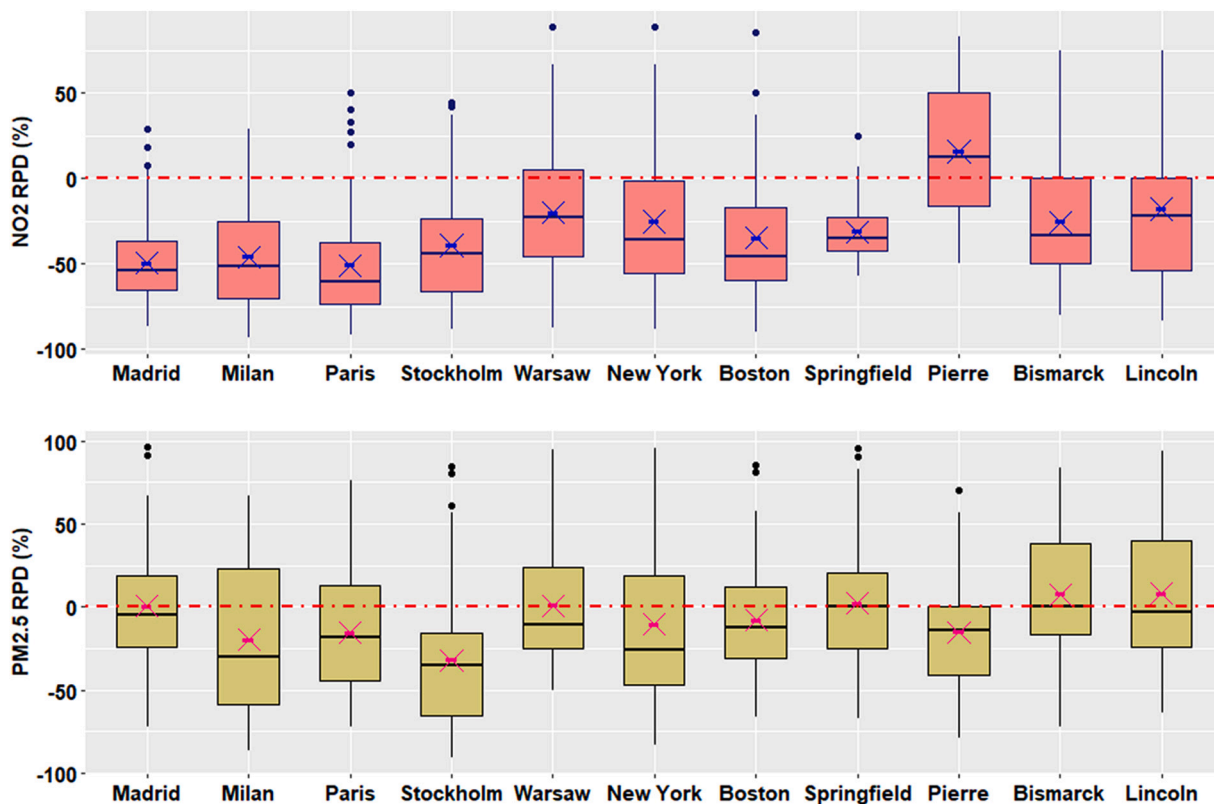 NO2 RPD (%)
50
0
-50
-100
Madrid Milan Paris Stockholm Warsaw New York Boston Springfield Pierre Bismarck Lincoln
PM2.5 RPD (%)
100
50
0
-50
-100
Madrid Milan Paris Stockholm Warsaw New York Boston Springfield Pierre Bismarck Lincoln